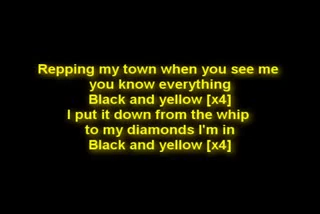 Repping my town when you see me
you know everything
Black and yellow [x4]
I put it down from the whip
to my diamonds I'm in
Black and yellow [x4]